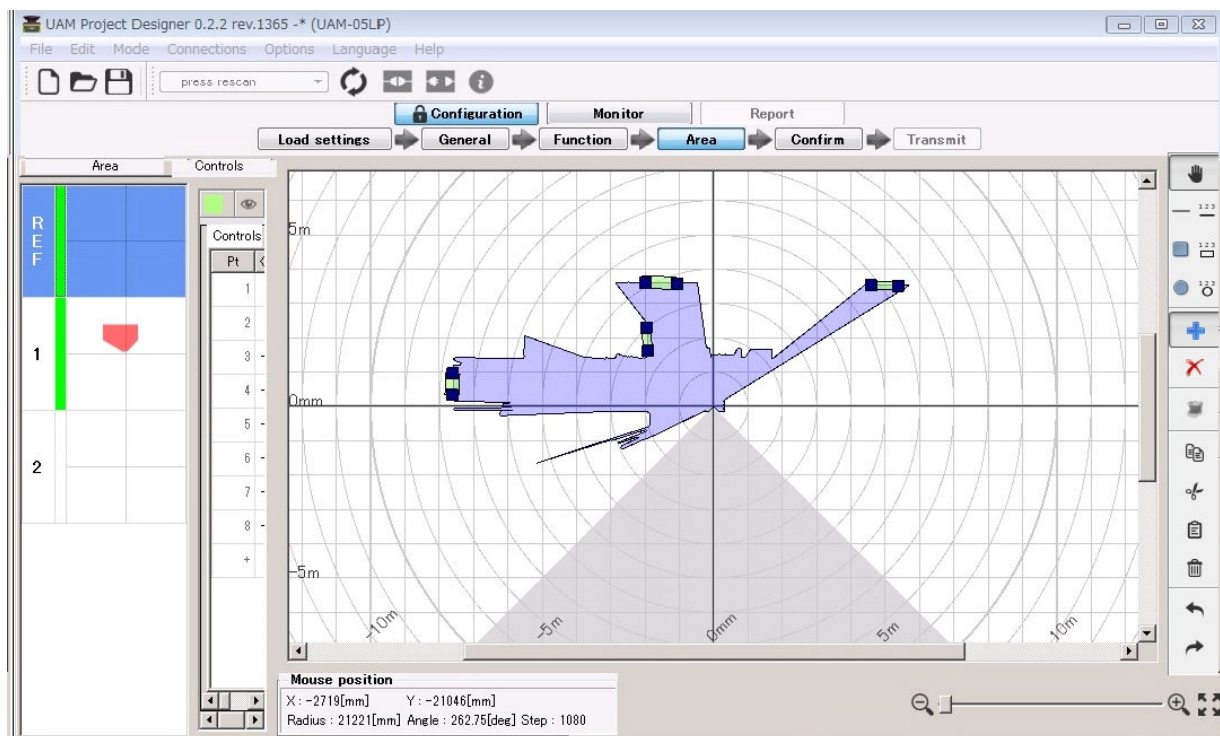 UAM Project Designer 0.2.2 rev.1365 -* (UAM-05LP)
File Edit Mode Connections Options Language Help
press rescan
Configuration Monitor Report
Load settings General Function Area Confirm Transmit
Area Controls
REF
Controls
Pt
1
2
3 -
4 -
5 -
6 -
7 -
8 -
+
1
2
5m
0mm
-5m
-10m -5m 0mm 5m 10m
123
123
123
Mouse position
X : -2719[mm] Y : -21046[mm]
Radius : 21221[mm] Angle : 262.75[deg] Step : 1080